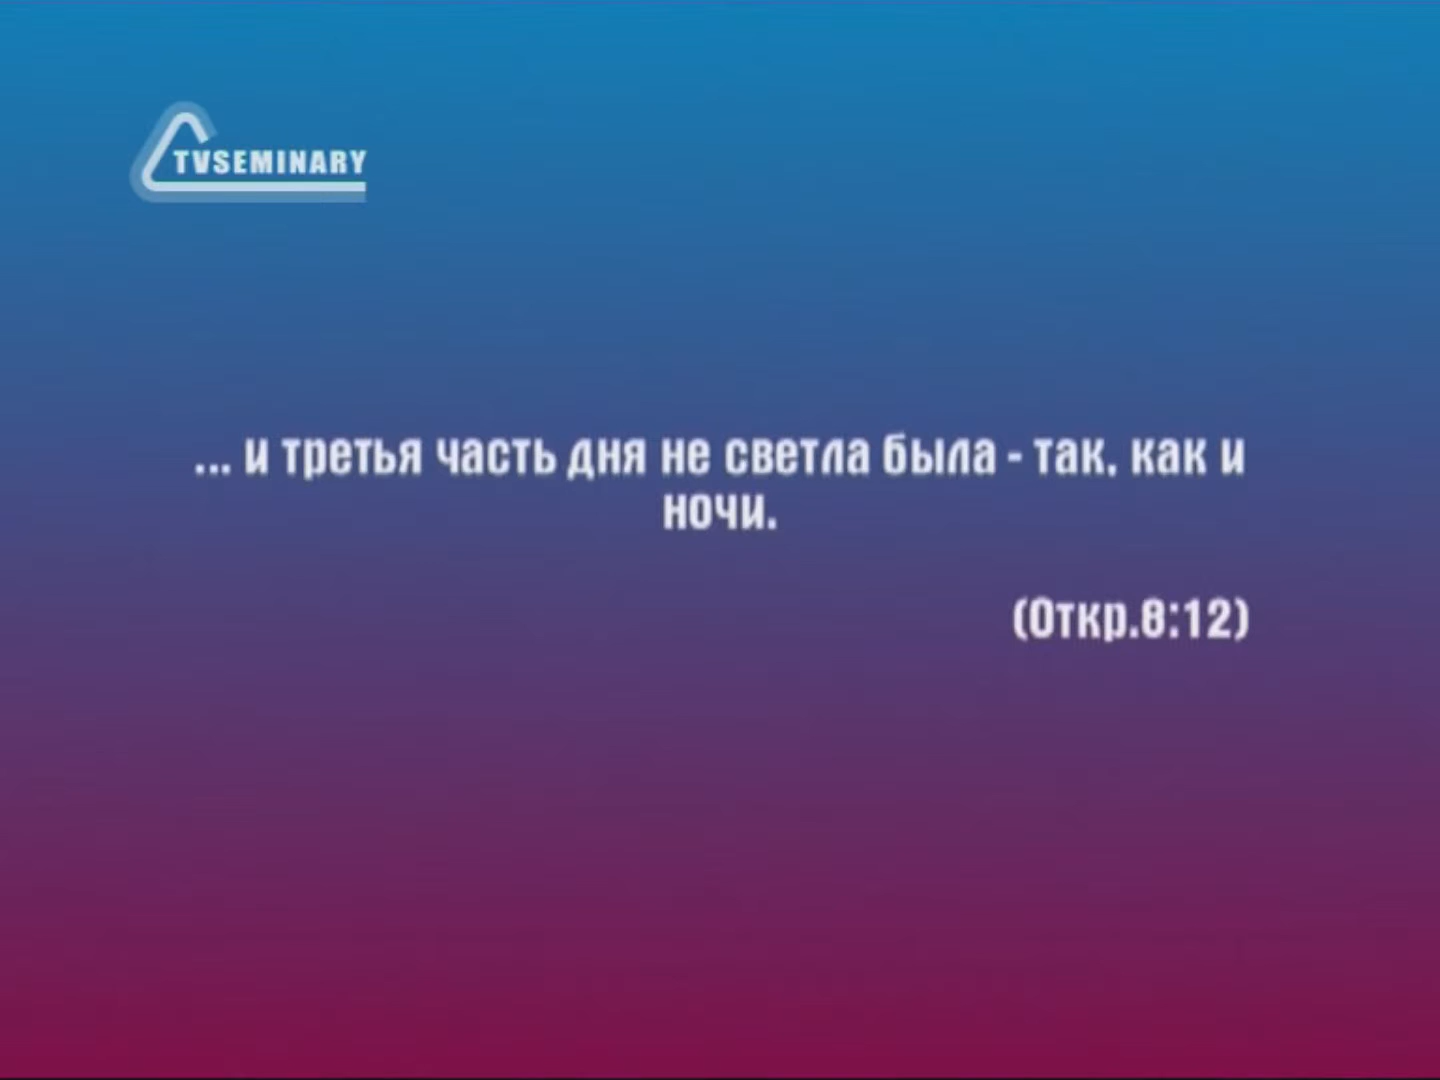 TVSEMINARY
... и третья часть дня не светла была - так, как и
ночи.
(Откр.8:12)